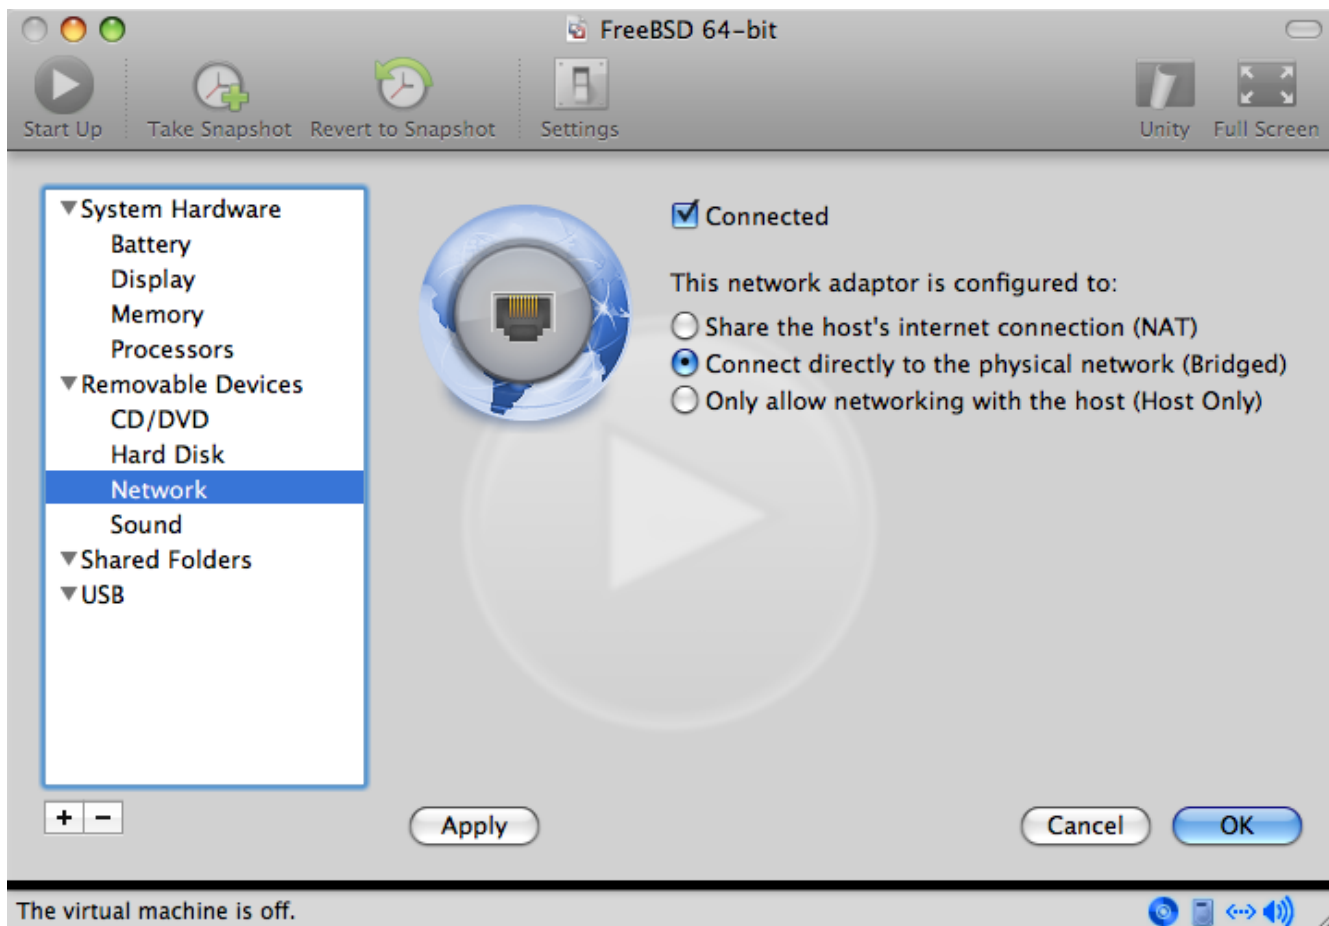 FreeBSD 64-bit
Start Up Take Snapshot Revert to Snapshot Settings Unity Full Screen
System Hardware
Battery
Display
Memory
Processors
Removable Devices
CD/DVD
Hard Disk
Network
Sound
Shared Folders
USB
Connected
This network adaptor is configured to:
Share the host's internet connection (NAT)
Connect directly to the physical network (Bridged)
Only allow networking with the host (Host Only)
+ −
Apply
Cancel
OK
The virtual machine is off.